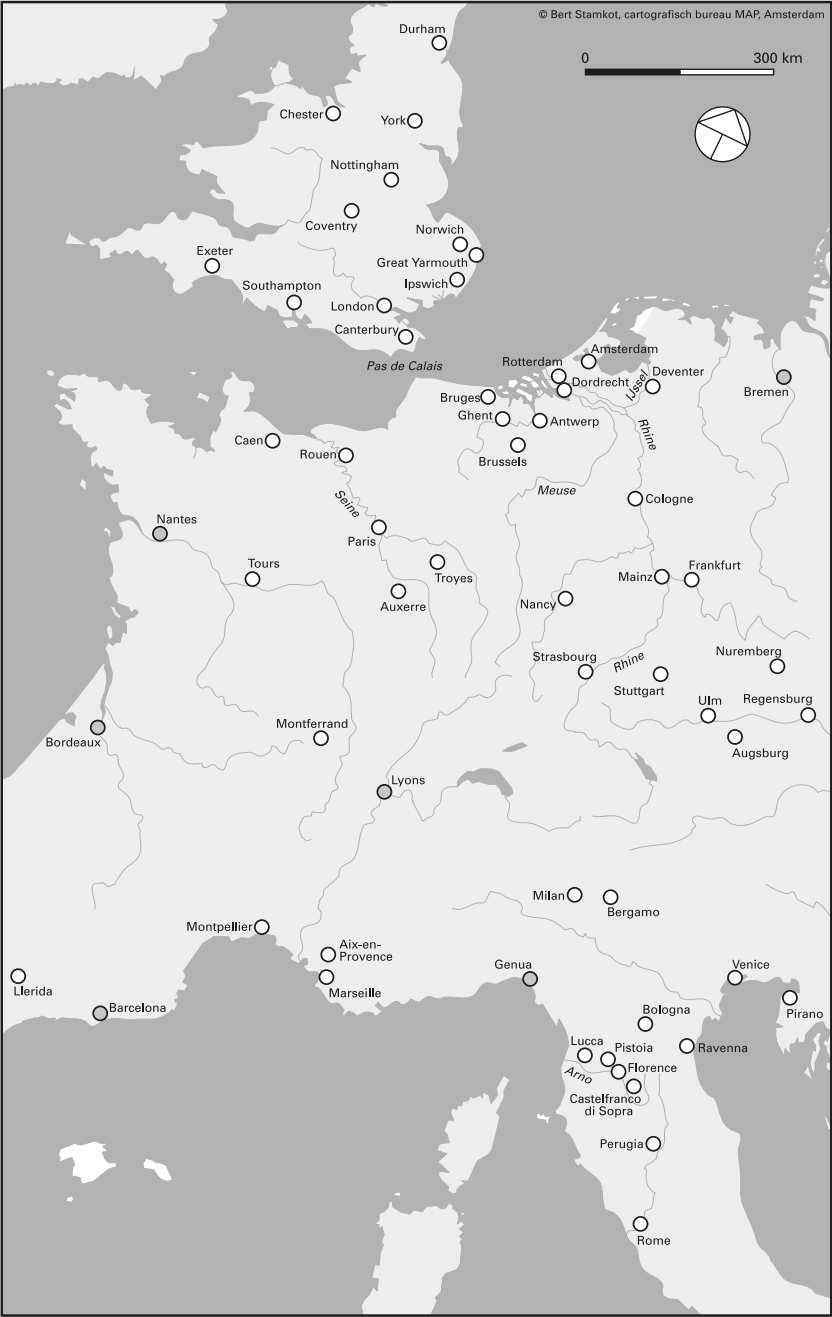 © Bert Stamkot, cartografisch bureau MAP, Amsterdam
Durham
0 300 km
Chester
York
Nottingham
Coventry
Norwich
Exeter
Great Yarmouth
Ipswich
Southampton
London
Canterbury
Pas de Calais
Amsterdam
Rotterdam
Deventer
Dordrecht
IJssel
Bremen
Bruges
Ghent
Antwerp
Rhine
Caen
Rouen
Brussels
Meuse
Cologne
Seine
Nantes
Paris
Tours
Troyes
Mainz
Frankfurt
Auxerre
Nancy
Nuremberg
Strasbourg
Rhine
Stuttgart
Ulm
Regensburg
Montferrand
Bordeaux
Augsburg
Lyons
Milan
Bergamo
Montpellier
Aix-en-
Provence
Genua
Venice
Llerida
Marseille
Barcelona
Bologna
Pirano
Lucca
Pistoia
Ravenna
Florence
Arno
Castelfranco
di Sopra
Perugia
Rome